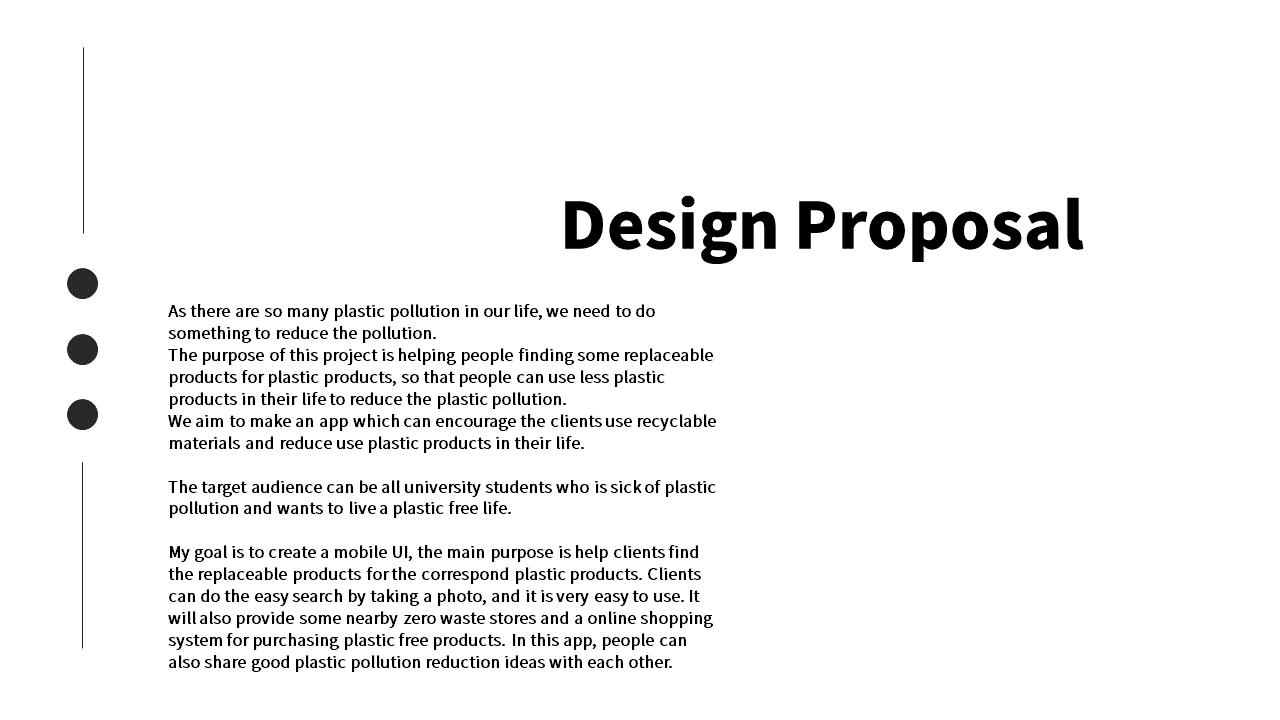 Design Proposal
As there are so many plastic pollution in our life, we need to do
something to reduce the pollution.
The purpose of this project is helping people finding some replaceable
products for plastic products, so that people can use less plastic
products in their life to reduce the plastic pollution.
We aim to make an app which can encourage the clients use recyclable
materials and reduce use plastic products in their life.
The target audience can be all university students who is sick of plastic
pollution and wants to live a plastic free life.
My goal is to create a mobile UI, the main purpose is help clients find
the replaceable products for the correspond plastic products. Clients
can do the easy search by taking a photo, and it is very easy to use. It
will also provide some nearby zero waste stores and a online shopping
system for purchasing plastic free products. In this app, people can
also share good plastic pollution reduction ideas with each other.